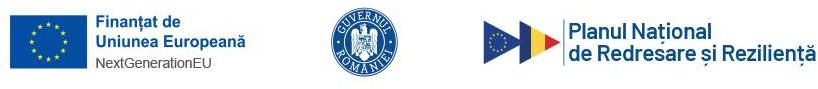 Finanțat de
Uniunea Europeană
NextGenerationEU
GUVERNUL
ROMÂNIEI
Planul Național
de Redresare și Reziliență